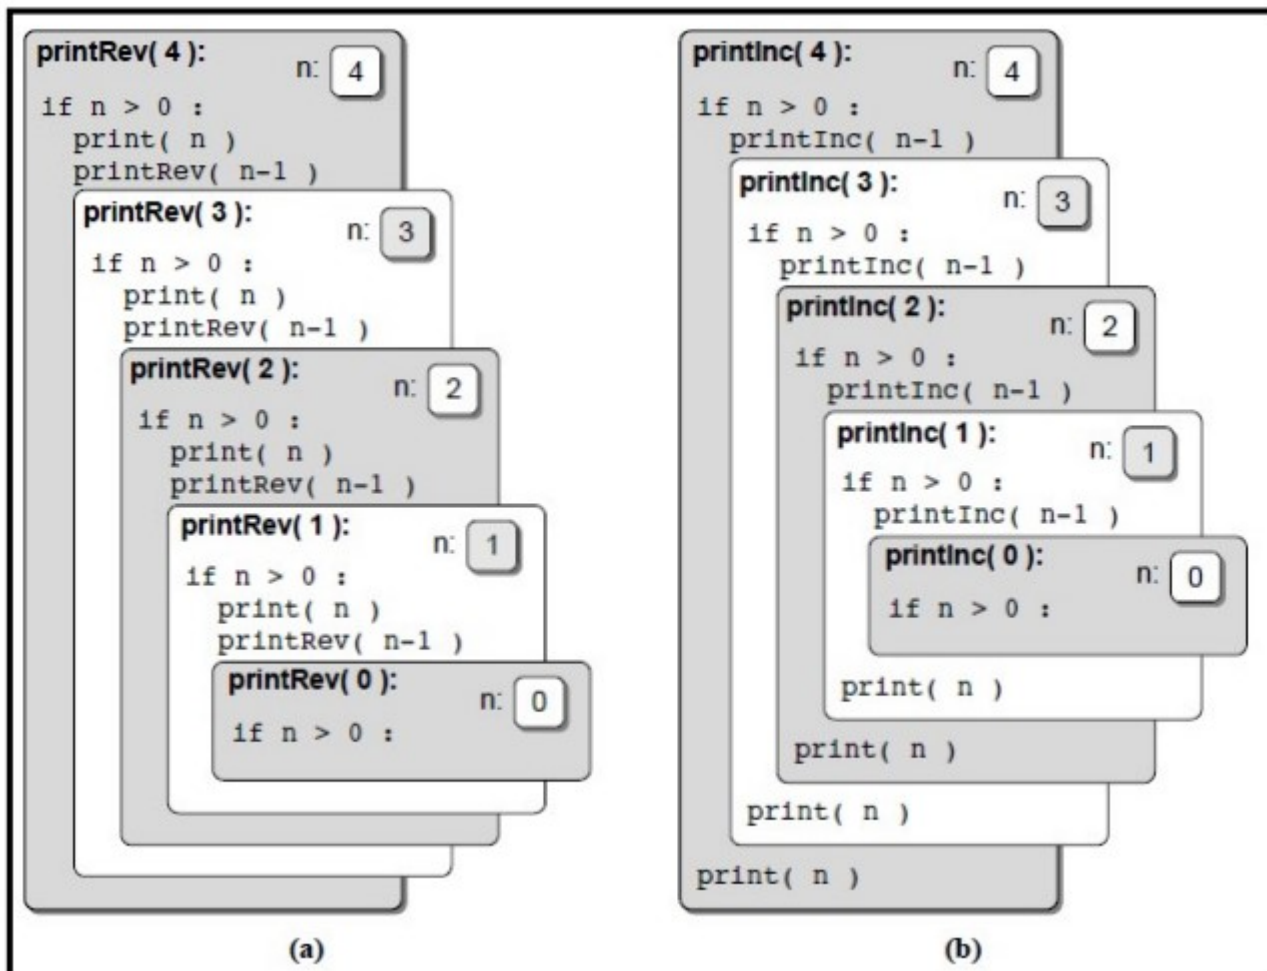 printRev( 4 ):
n: 4
if n > 0 :
print( n )
printRev( n-1 )
printRev( 3 ):
n: 3
if n > 0 :
print( n )
printRev( n-1 )
printRev( 2 ):
n: 2
if n > 0 :
print( n )
printRev( n-1 )
printRev( 1 ):
n: 1
if n > 0 :
print( n )
printRev( n-1 )
printRev( 0 ):
n: 0
if n > 0 :
(a)
printInc( 4 ):
n: 4
if n > 0 :
printInc( n-1 )
printInc( 3 ):
n: 3
if n > 0 :
printInc( n-1 )
printInc( 2 ):
n: 2
if n > 0 :
printInc( n-1 )
printInc( 1 ):
n: 1
if n > 0 :
printInc( n-1 )
printInc( 0 ):
n: 0
if n > 0 :
print( n )
print( n )
print( n )
print( n )
(b)